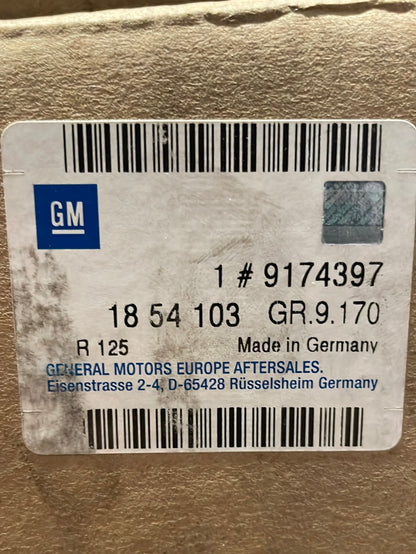 GM
1 # 9174397
18 54 103 GR.9.170
R 125 Made in Germany
GENERAL MOTORS EUROPE AFTERSALES.
Eisenstrasse 2-4, D-65428 Rüsselsheim Germany